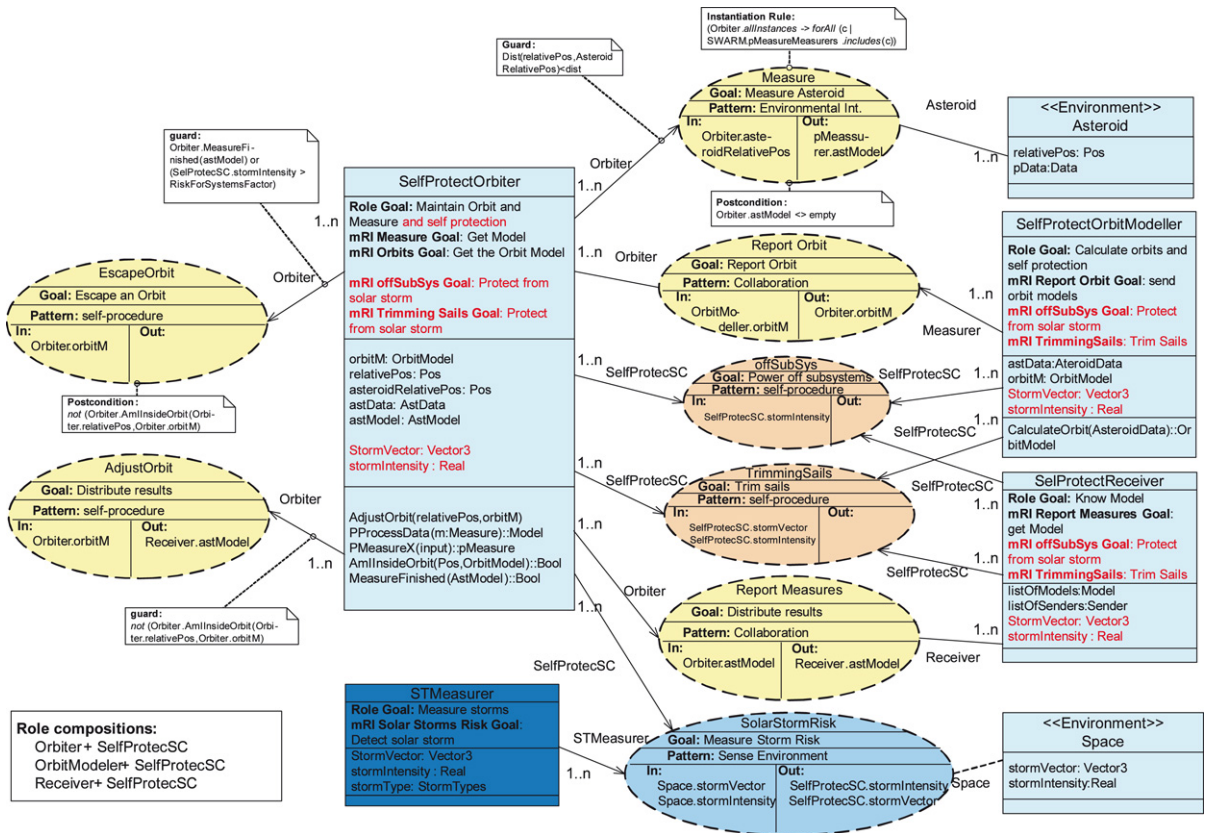 Instantiation Rule:
(Orbiter.allInstances -> forAll (c |
SWARM.pMeasureMeasurers .includes(c))
Guard:
Dist(relativePos,Asteroid
RelativePos)<dist
Measure
Goal: Measure Asteroid
Pattern: Environmental Int.
In:
Orbiter.aste-
roidRelativePos
Out:
pMeassu-
rer.astModel
Asteroid
1..n
<<Environment>>
Asteroid
relativePos: Pos
pData:Data
Postcondition:
Orbiter.astModel <> empty
guard:
Orbiter.MeasureFi-
nished(astModel) or
(SelProtecSC.stormIntensity >
RiskForSystemsFactor)
1..n
Orbiter
Orbiter
1..n
SelfProtectOrbiter
Role Goal: Maintain Orbit and
Measure and self protection
mRI Measure Goal: Get Model
mRI Orbits Goal: Get the Orbit Model
mRI offSubSys Goal: Protect from
solar storm
mRI Trimming Sails Goal: Protect
from solar storm
orbitM: OrbitModel
relativePos: Pos
asteroidRelativePos: Pos
astData: AstData
astModel: AstModel
StormVector: Vector3
stormIntensity : Real
AdjustOrbit(relativePos,orbitM)
PProcessData(m:Measure)::Model
PMeasureX(input)::pMeasure
AmIInsideOrbit(Pos,OrbitModel)::Bool
MeasureFinished(AstModel)::Bool
EscapeOrbit
Goal: Escape an Orbit
Pattern: self-procedure
In:
Orbiter.orbitM
Out:
Postcondition:
not (Orbiter.AmIInsideOrbit(Orbi-
ter.relativePos,Orbiter.orbitM)
AdjustOrbit
Goal: Distribute results
Pattern: self-procedure
In:
Orbiter.orbitM
Out:
Receiver.astModel
Orbiter
1..n
guard:
not (Orbiter.AmIInsideOrbit(Orbi-
ter.relativePos,Orbiter.orbitM)
1..n
Orbiter
Report Orbit
Goal: Report Orbit
Pattern: Collaboration
In:
OrbitMo-
deller.orbitM
Out:
Orbiter.orbitM
1..n
Measurer
SelfProtectOrbitModeller
Role Goal: Calculate orbits and
self protection
mRI Report Orbit Goal: send
orbit models
mRI offSubSys Goal: Protect
from solar storm
mRI TrimmingSails: Trim Sails
astData:AteroidData
orbitM: OrbitModel
StormVector: Vector3
stormIntensity : Real
CalculateOrbit(AsteroidData)::Or
bitModel
1..n
SelfProtecSC
offSubSys
Goal: Power off subsystems
Pattern: self-procedure
In:
SelfProtecSC.stormIntensity
Out:
SelfProtecSC
1..n
1..n
SelfProtecSC
1..n
SelfProtecSC
TrimmingSails
Goal: Trim sails
Pattern: self-procedure
In:
SelfProtecSC.stormVector
SelfProtecSC.stormIntensity
Out:
SelfProtecSC
1..n
1..n
SelfProtecSC
SelProtectReceiver
Role Goal: Know Model
mRI Report Measures Goal:
get Model
mRI offSubSys Goal: Protect
from solar storm
mRI TrimmingSails: Trim Sails
listOfModels:Model
listOfSenders:Sender
StormVector: Vector3
stormIntensity : Real
1..n
Orbiter
Report Measures
Goal: Distribute results
Pattern: Collaboration
In:
Orbiter.astModel
Out:
Receiver.astModel
1..n
Receiver
1..n
SelfProtecSC
STMeasurer
Role Goal: Measure storms
mRI Solar Storms Risk Goal:
Detect solar storm
StormVector: Vector3
stormIntensity : Real
stormType: StormTypes
STMeasurer
1..n
SolarStormRisk
Goal: Measure Storm Risk
Pattern: Sense Environment
In:
Space.stormVector
Space.stormIntensity
Out:
SelfProtecSC.stormIntensity
SelfProtecSC.stormVector
Space
1..n
<<Environment>>
Space
stormVector: Vector3
stormIntensity:Real
Role compositions:
Orbiter+ SelfProtecSC
OrbitModeler+ SelfProtecSC
Receiver+ SelfProtecSC